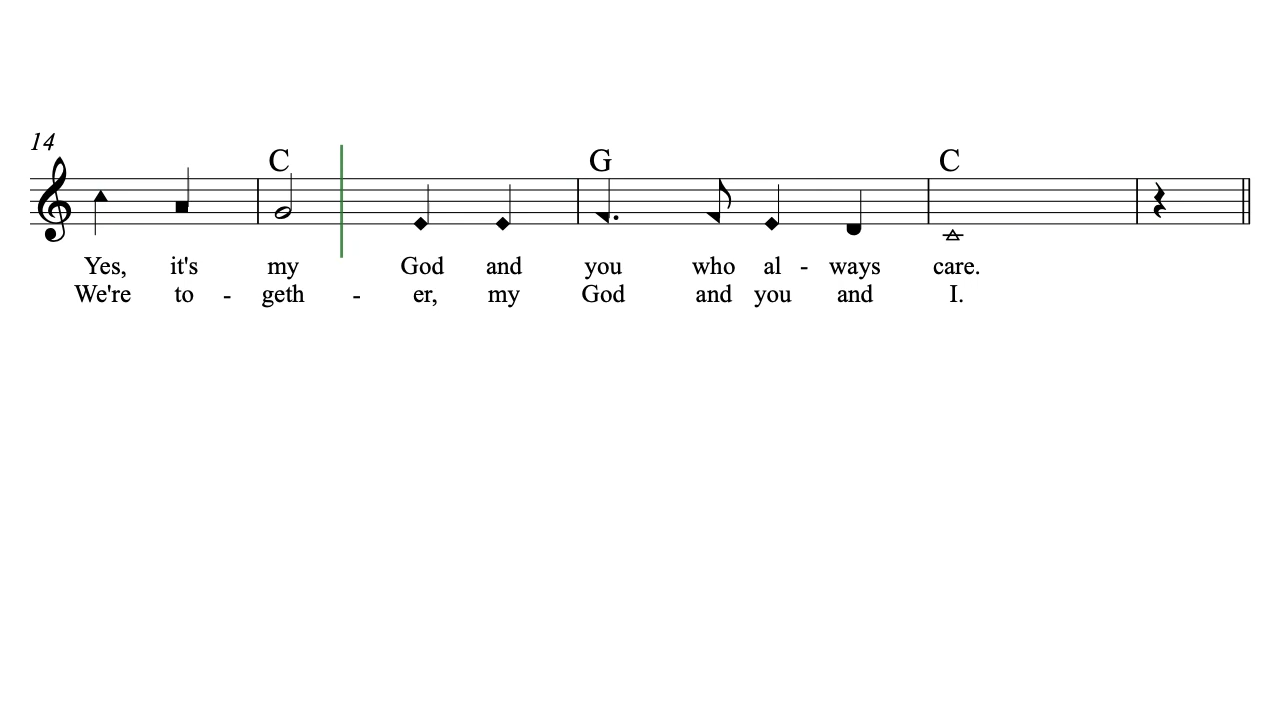 14
C G C
Yes, it's my God and you who al - ways care.
We're to - geth - er, my God and you and I.